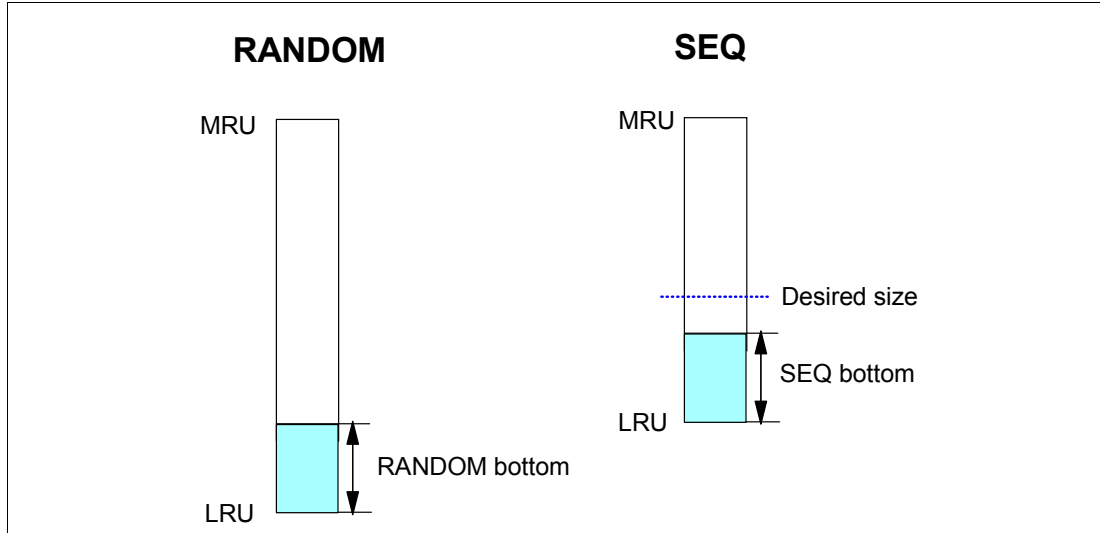 RANDOM
SEQ
MRU
MRU
Desired size
SEQ bottom
LRU
RANDOM bottom
LRU